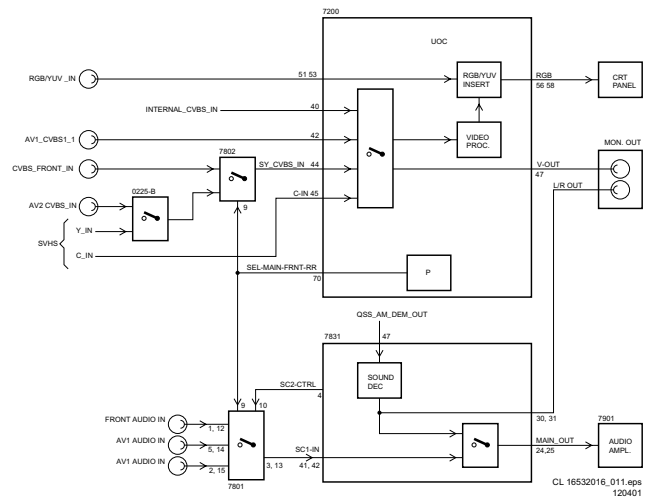 7200
UOC
RGB/YUV _IN
51 53
RGB/YUV
INSERT
RGB
56 58
CRT
PANEL
INTERNAL_CVBS_IN
40
AV1_CVBS1_1
42
VIDEO
PROC.
MON. OUT
7802
CVBS_FRONT_IN
SY_CVBS_IN 44
V-OUT
47
0225-B
L/R OUT
AV2 CVBS_IN
C-IN 45
9
Y_IN
SVHS
C_IN
SEL-MAIN-FRNT-RR
70
P
QSS_AM_DEM_OUT
7831
47
SOUND
DEC
SC2-CTRL
4
9
10
30, 31
7901
FRONT AUDIO IN
1, 12
AV1 AUDIO IN
5, 14
SC1-IN
MAIN_OUT
AUDIO
AMPL.
AV1 AUDIO IN
2, 15
3, 13
41, 42
24,25
7801
CL 16532016_011.eps
120401